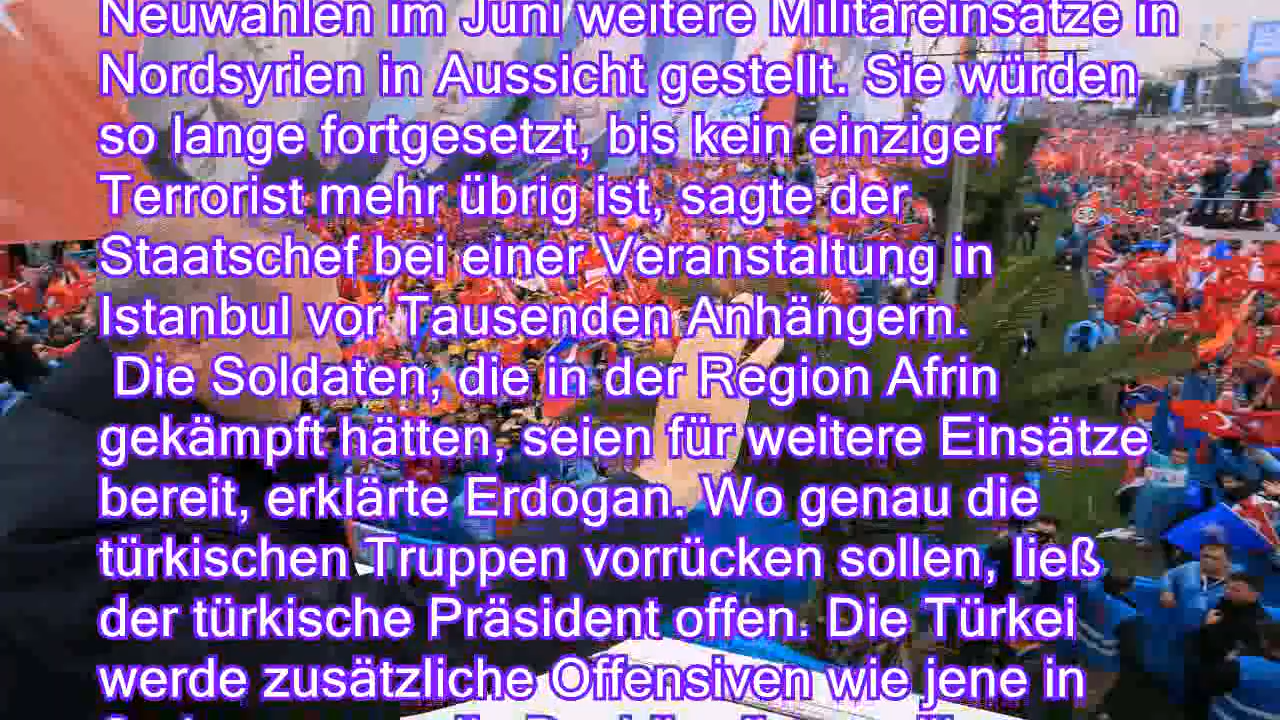 Neuwahlen im Juni weitere Militäreinsätze in
Nordsyrien in Aussicht gestellt. Sie würden
so lange fortgesetzt, bis kein einziger
Terrorist mehr übrig ist, sagte der
Staatschef bei einer Veranstaltung in
Istanbul vor Tausenden Anhängern.
Die Soldaten, die in der Region Afrin
gekämpft hätten, seien für weitere Einsätze
bereit, erklärte Erdogan. Wo genau die
türkischen Truppen vorrücken sollen, ließ
der türkische Präsident offen. Die Türkei
werde zusätzliche Offensiven wie jene in